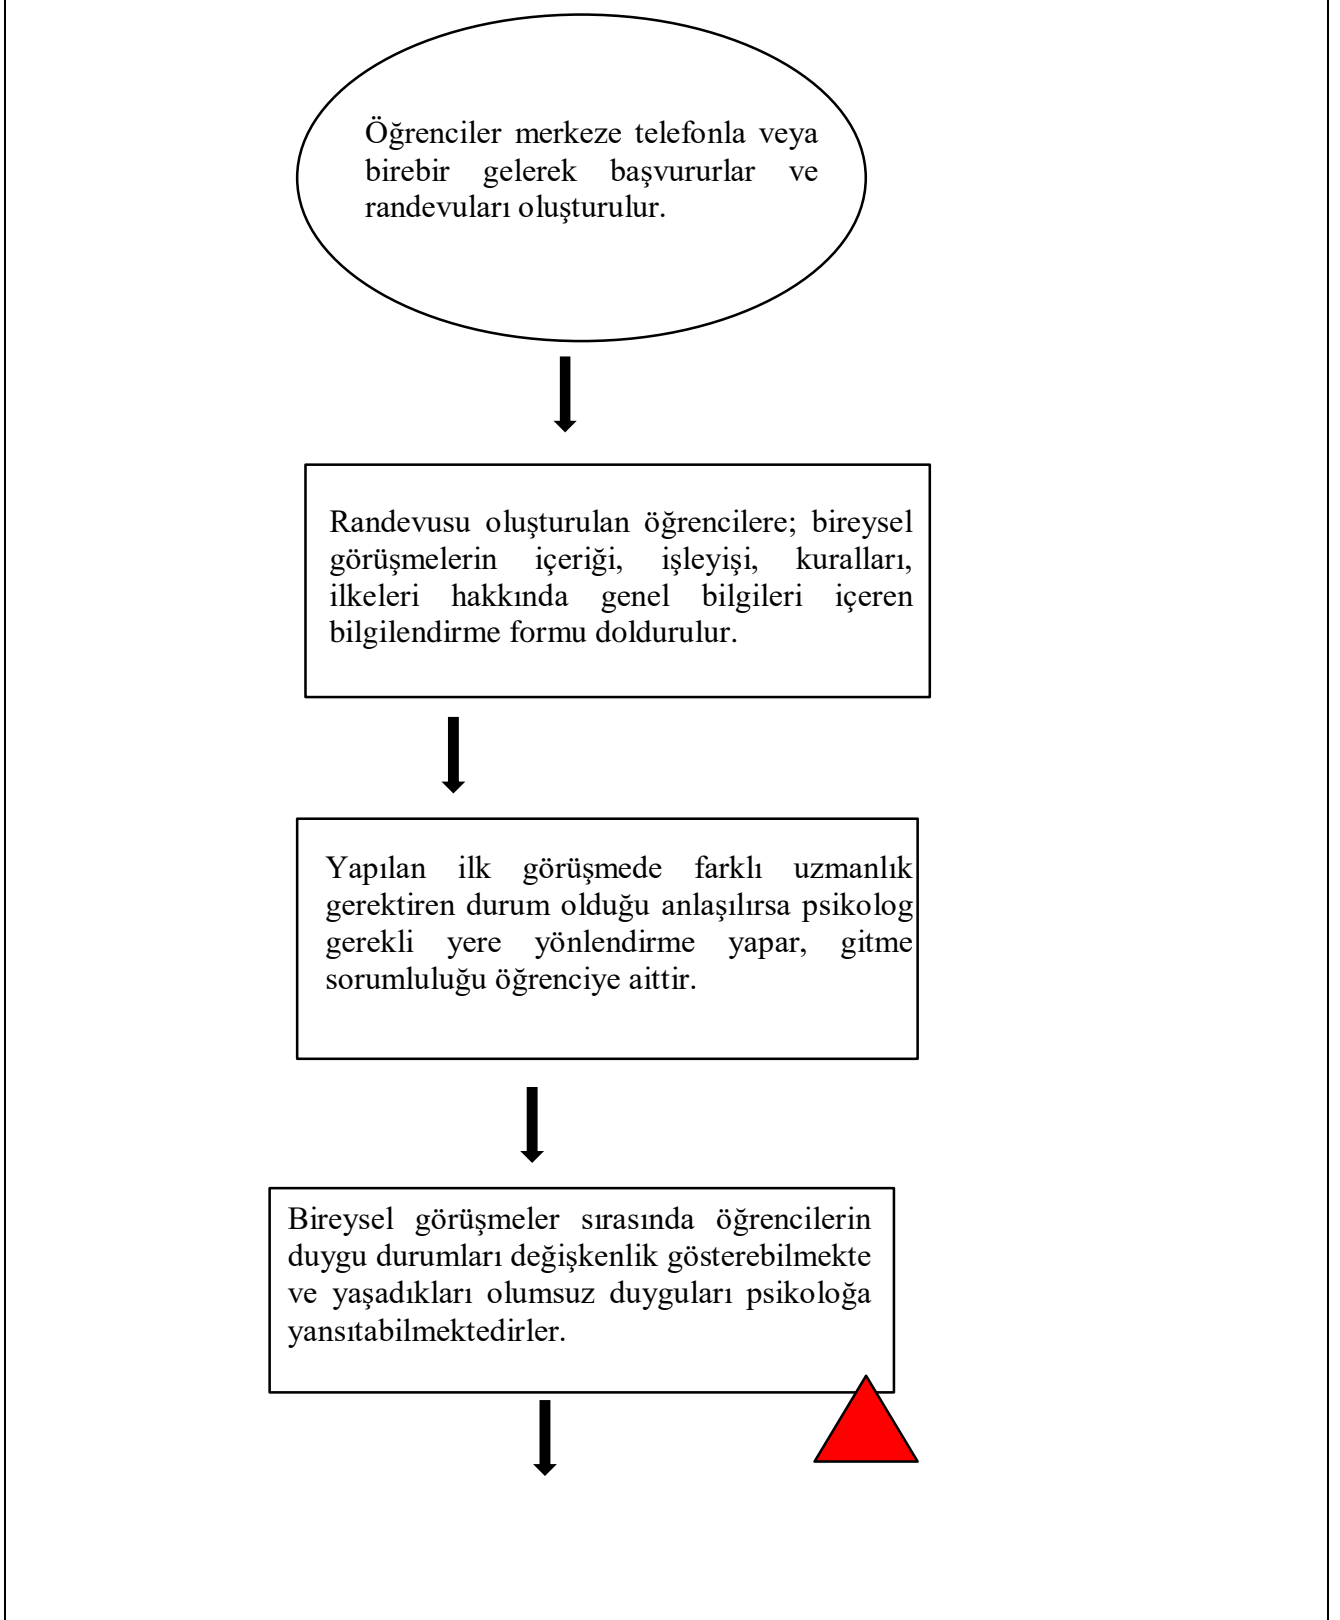 Öğrenciler merkeze telefonla veya
birebir gelerek başvururlar ve
randevuları oluşturulur.
Randevusu oluşturulan öğrencilere; bireysel
görüşmelerin içeriği, işleyişi, kuralları,
ilkeleri hakkında genel bilgileri içeren
bilgilendirme formu doldurulur.
Yapılan ilk görüşmede farklı uzmanlık
gerektiren durum olduğu anlaşılırsa psikolog
gerekli yere yönlendirme yapar, gitme
sorumluluğu öğrenciye aittir.
Bireysel görüşmeler sırasında öğrencilerin
duygu durumları değişkenlik gösterebilmekte
ve yaşadıkları olumsuz duyguları psikoloğa
yansıtabilmektedirler.